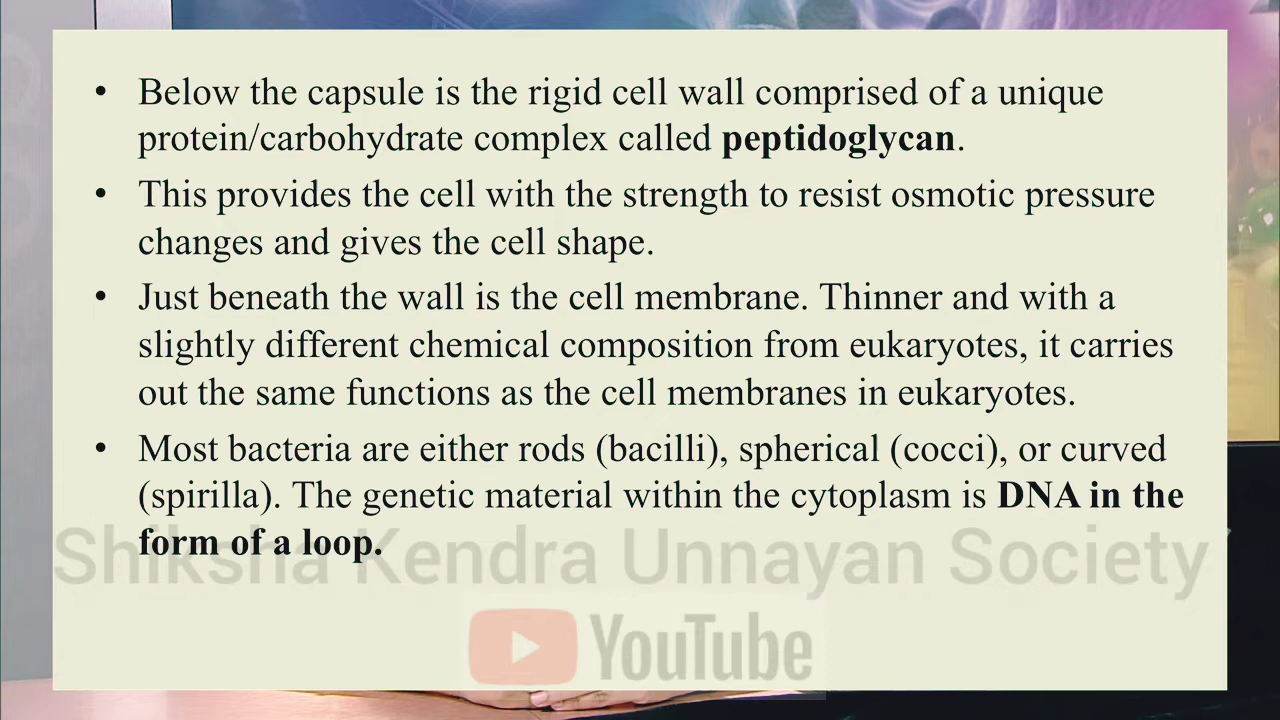 • Below the capsule is the rigid cell wall comprised of a unique
protein/carbohydrate complex called peptidoglycan.
• This provides the cell with the strength to resist osmotic pressure
changes and gives the cell shape.
• Just beneath the wall is the cell membrane. Thinner and with a
slightly different chemical composition from eukaryotes, it carries
out the same functions as the cell membranes in eukaryotes.
• Most bacteria are either rods (bacilli), spherical (cocci), or curved
(spirilla). The genetic material within the cytoplasm is DNA in the
form of a loop.
Shiksha Kendra Unnayan Society
YouTube